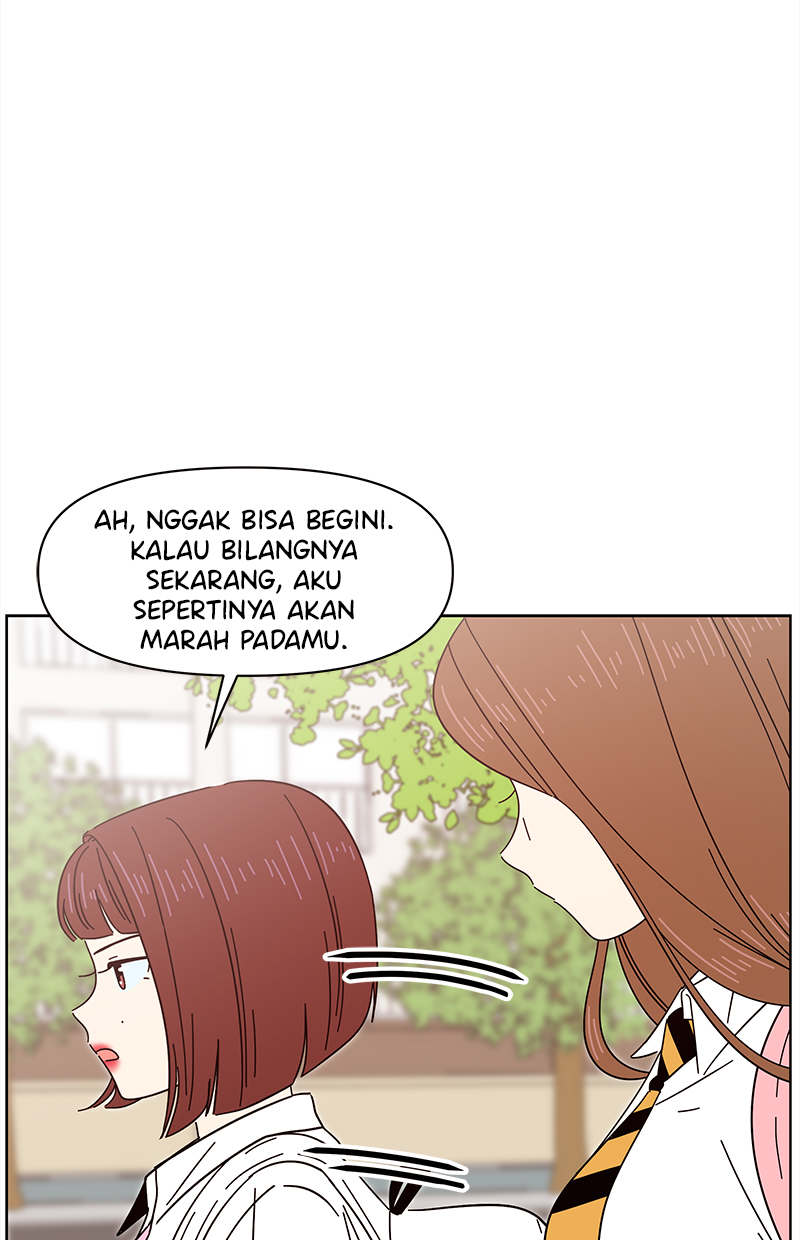 AH, NGGAK BISA BEGINI.
KALAU BILANGNYA
SEKARANG, AKU
SEPERTINYA AKAN
MARAH PADAMU.